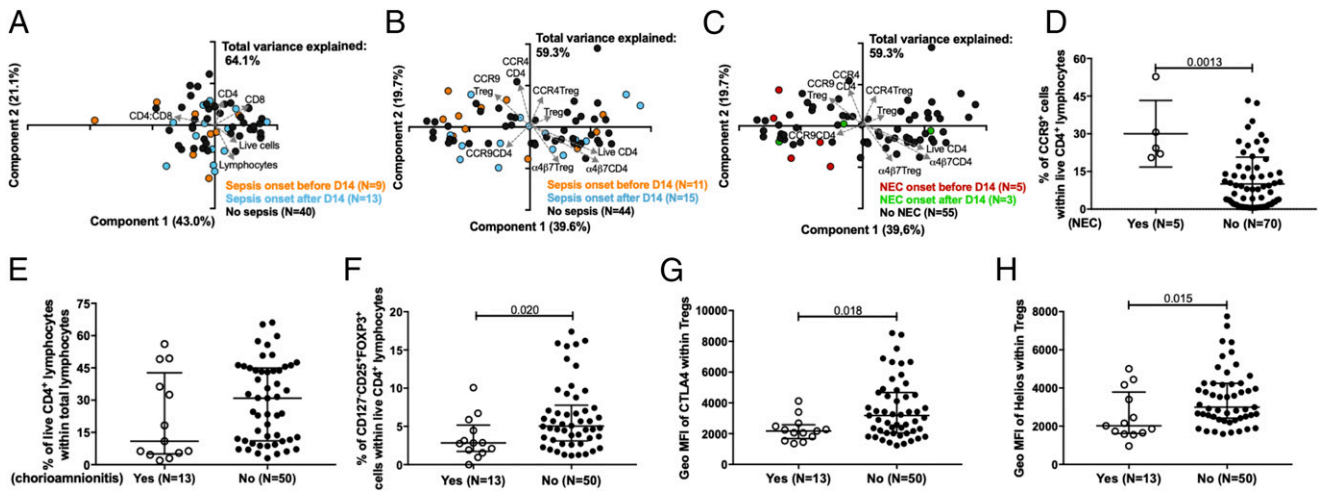 A
Total variance explained:
64.1%
Component 2 (21.1%)
CD4
CD8
CD4:CD8
Live cells
Lymphocytes
Sepsis onset before D14 (N=9)
Sepsis onset after D14 (N=13)
No sepsis (N=40)
Component 1 (43.0%)
B
Total variance explained:
59.3%
Component 2 (19.7%)
CCR4
CD4
CCR9
Treg
CCR4Treg
Treg
CCR9CD4
Live CD4
α4β7CD4
α4β7Treg
Sepsis onset before D14 (N=11)
Sepsis onset after D14 (N=15)
No sepsis (N=44)
Component 1 (39.6%)
C
Total variance explained:
59.3%
Component 2 (19.7%)
CCR4
CD4
CCR9
Treg
CCR4Treg
Treg
CCR9CD4
Live CD4
α4β7CD4
α4β7Treg
NEC onset before D14 (N=5)
NEC onset after D14 (N=3)
No NEC (N=55)
Component 1 (39,6%)
D
% of CCR9⁺ cells
within live CD4⁺ lymphocytes
60
45
30
15
0
0.0013
(NEC)
Yes (N=5)
No (N=70)
E
% of live CD4⁺ lymphocytes
within total lymphocytes
75
60
45
30
15
0
(chorioamnionitis)
Yes (N=13)
No (N=50)
F
% of CD127⁻CD25⁺FOXP3⁺
cells within live CD4⁺ lymphocytes
20
15
10
5
0
0.020
Yes (N=13)
No (N=50)
G
Geo MFI of CTLA4 within Tregs
10000
8000
6000
4000
2000
0
0.018
Yes (N=13)
No (N=50)
H
Geo MFI of Helios within Tregs
8000
6000
4000
2000
0
0.015
Yes (N=13)
No (N=50)